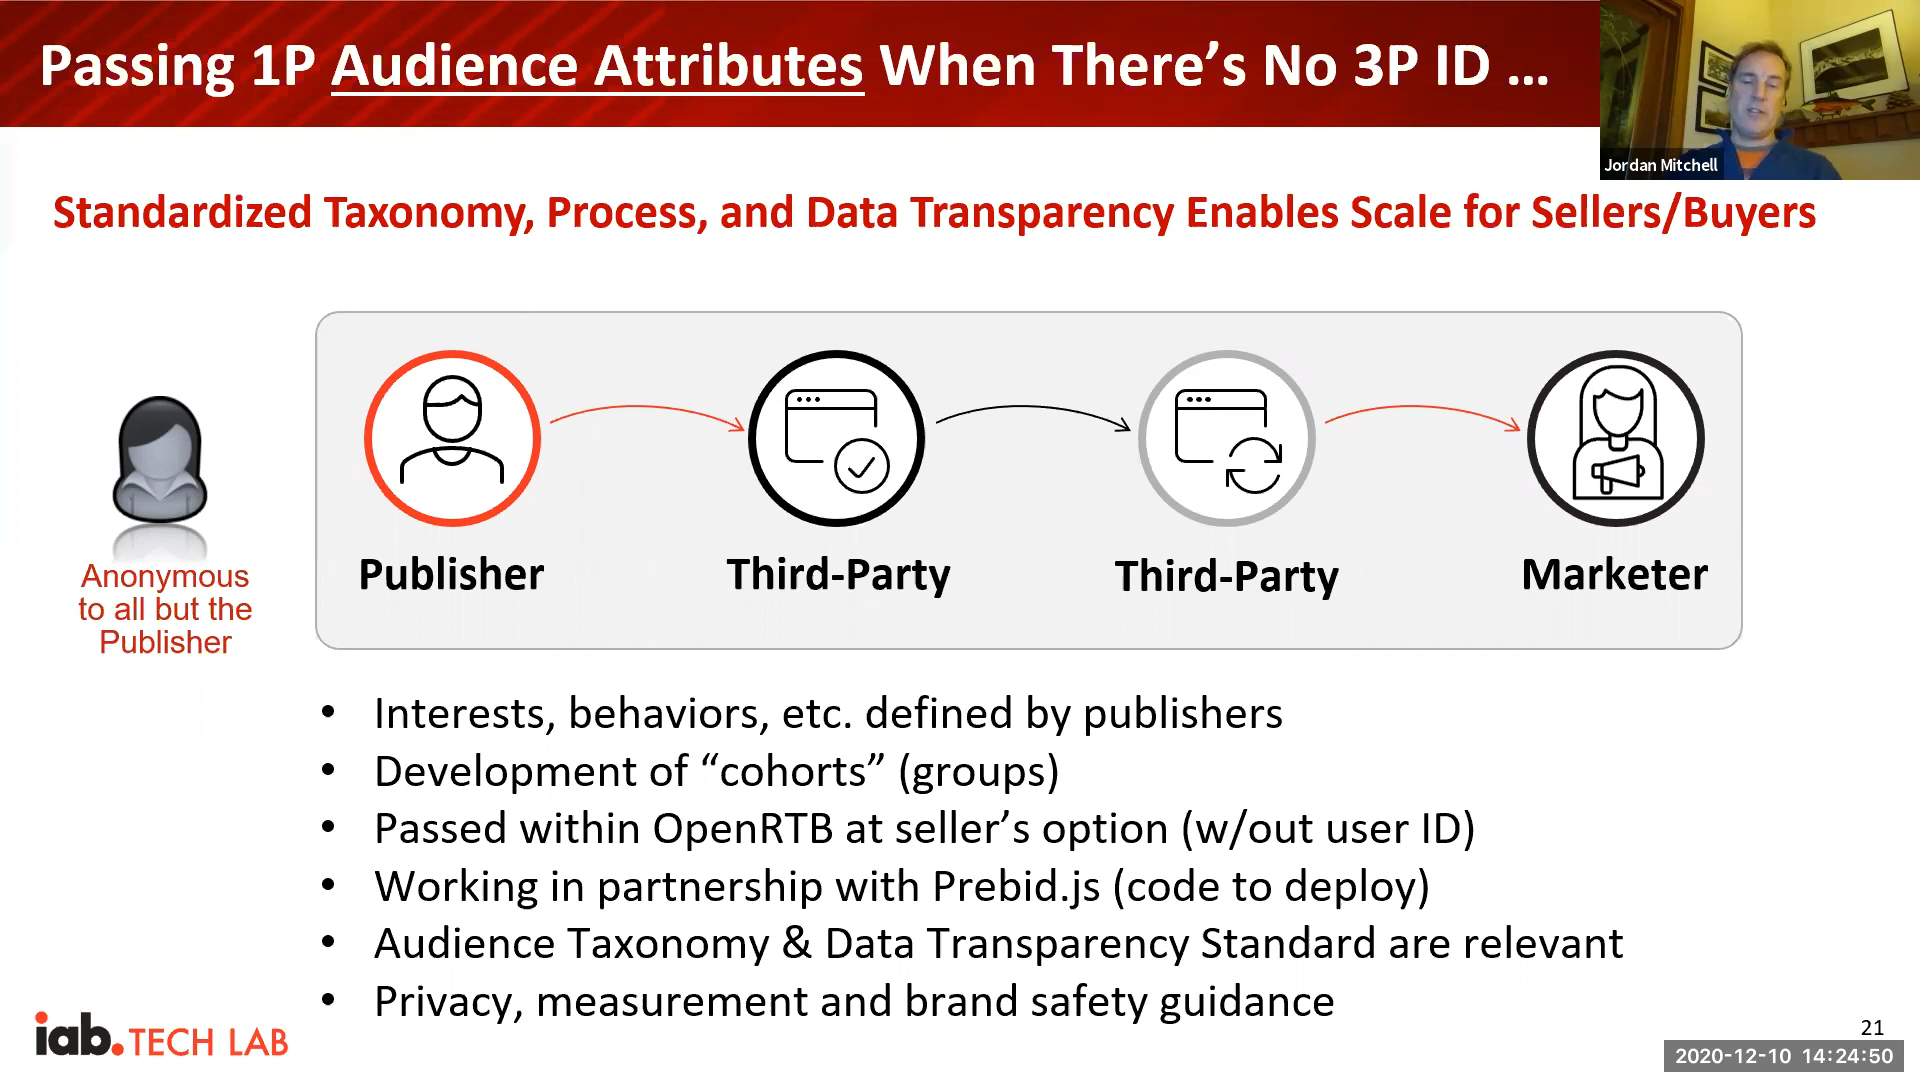 Passing 1P Audience Attributes When There’s No 3P ID ...
Jordan Mitchell
Standardized Taxonomy, Process, and Data Transparency Enables Scale for Sellers/Buyers
Anonymous
to all but the
Publisher
Publisher
Third-Party
Third-Party
Marketer
• Interests, behaviors, etc. defined by publishers
• Development of “cohorts” (groups)
• Passed within OpenRTB at seller’s option (w/out user ID)
• Working in partnership with Prebid.js (code to deploy)
• Audience Taxonomy & Data Transparency Standard are relevant
• Privacy, measurement and brand safety guidance
iab.TECH LAB
21
2020-12-10 14:24:50